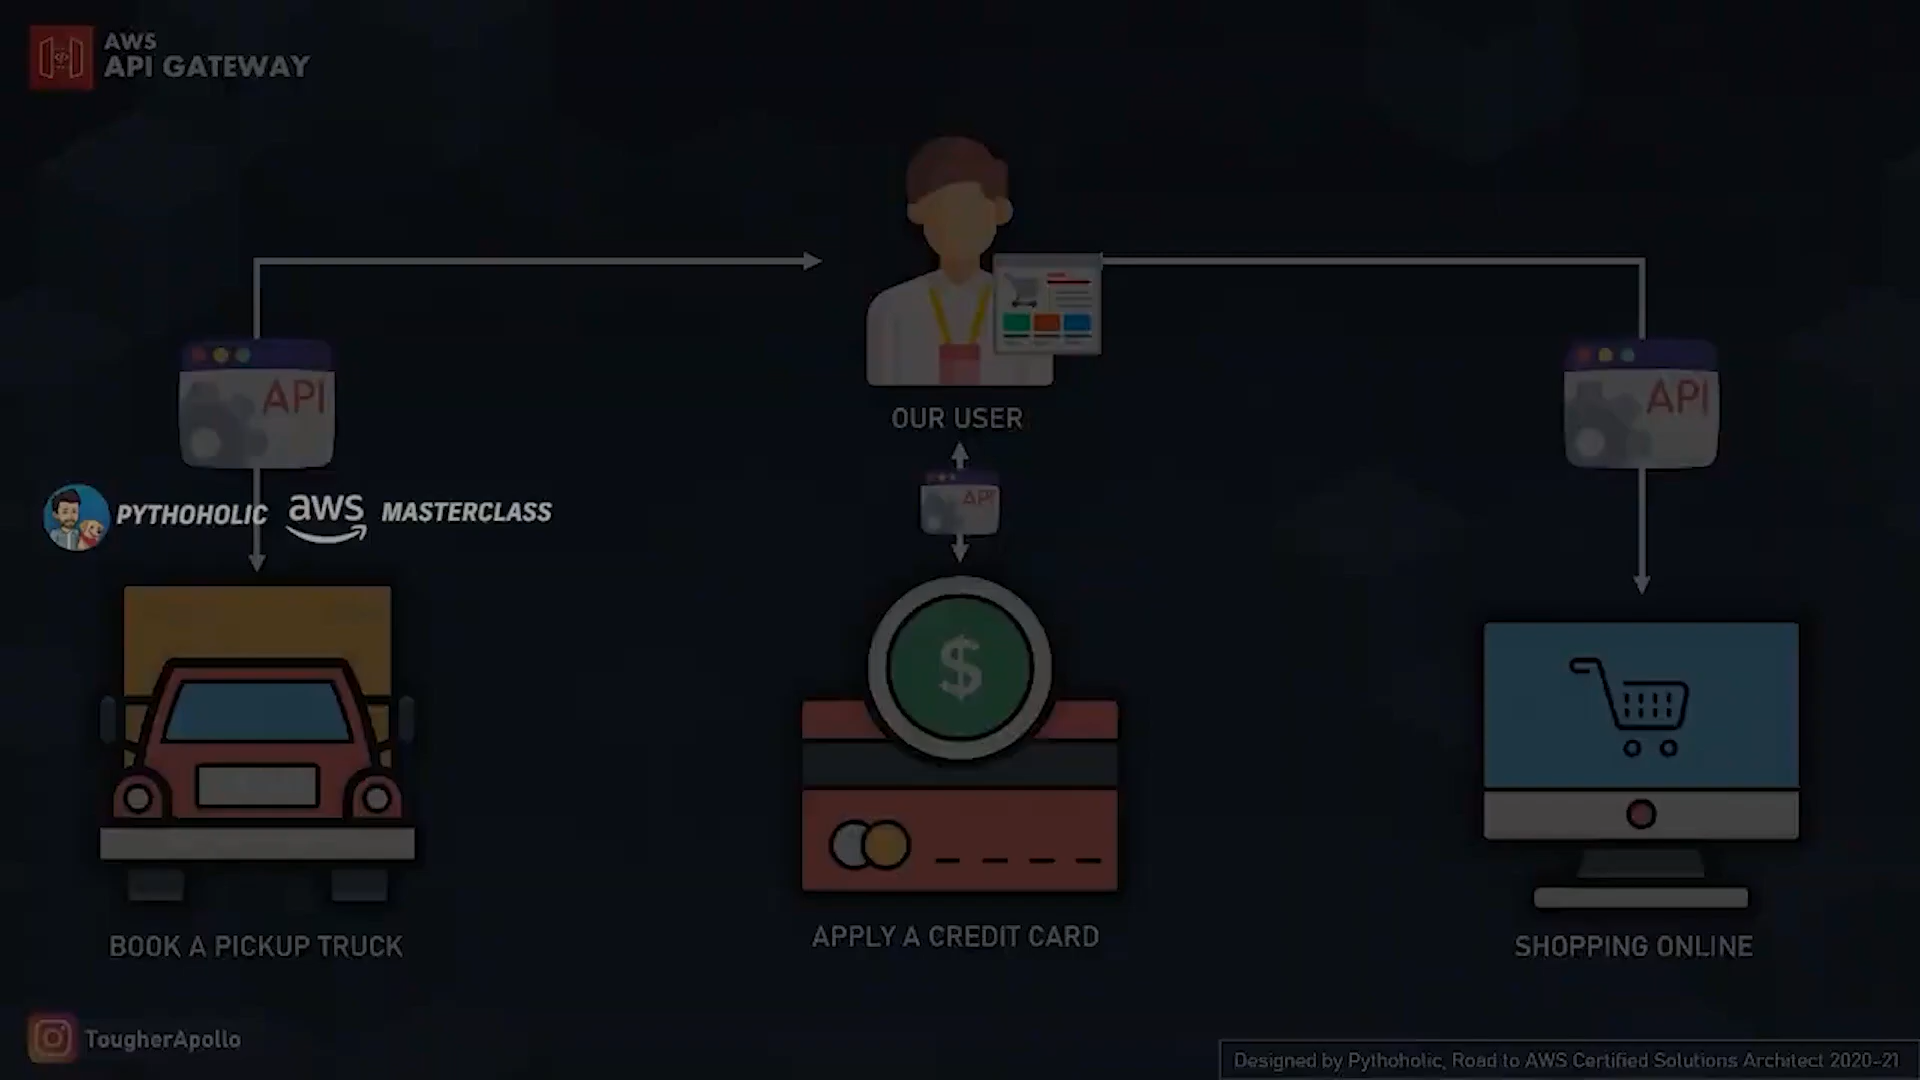 AWS
API GATEWAY
OUR USER
API
API
API
PYTHOHOLIC aws MASTERCLASS
$
BOOK A PICKUP TRUCK
APPLY A CREDIT CARD
SHOPPING ONLINE
TougherApollo
Designed by Pythoholic, Road to AWS Certified Solutions Architect 2020-21